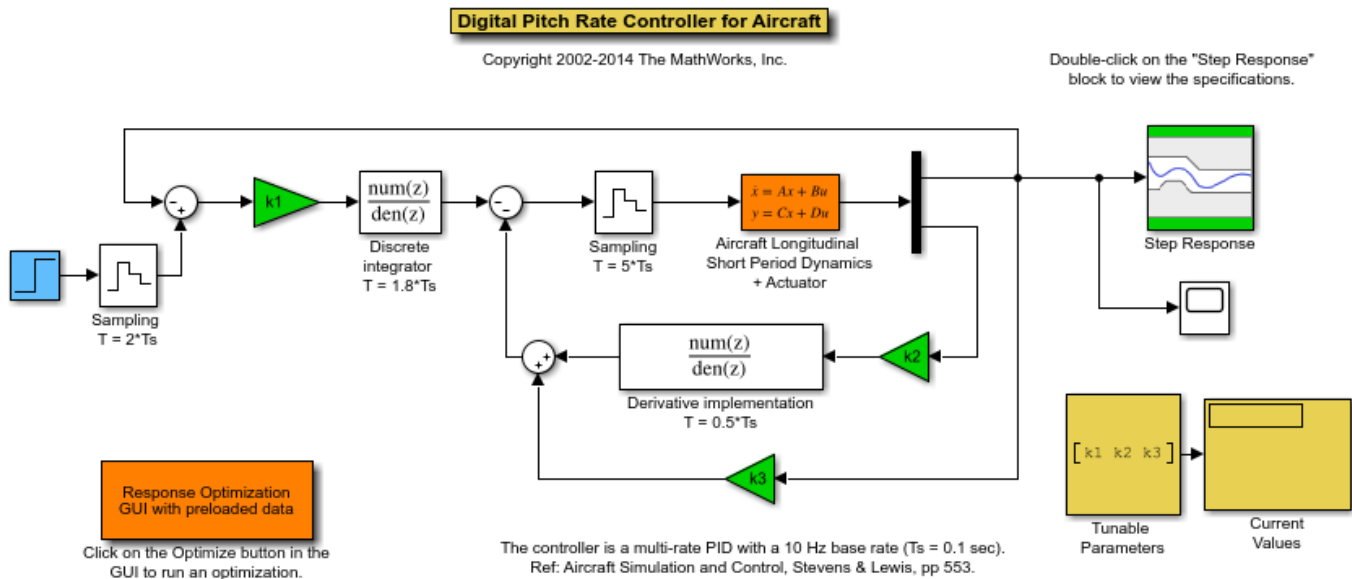 Digital Pitch Rate Controller for Aircraft
Copyright 2002-2014 The MathWorks, Inc.
Double-click on the "Step Response"
block to view the specifications.
k1
num(z)
den(z)
Discrete
integrator
T = 1.8*Ts
Sampling
T = 5*Ts
ẋ = Ax + Bu
y = Cx + Du
Aircraft Longitudinal
Short Period Dynamics
+ Actuator
Step Response
Sampling
T = 2*Ts
num(z)
den(z)
Derivative implementation
T = 0.5*Ts
k2
k3
[k1 k2 k3]
Tunable
Parameters
Current
Values
Response Optimization
GUI with preloaded data
Click on the Optimize button in the
GUI to run an optimization.
The controller is a multi-rate PID with a 10 Hz base rate (Ts = 0.1 sec).
Ref: Aircraft Simulation and Control, Stevens & Lewis, pp 553.